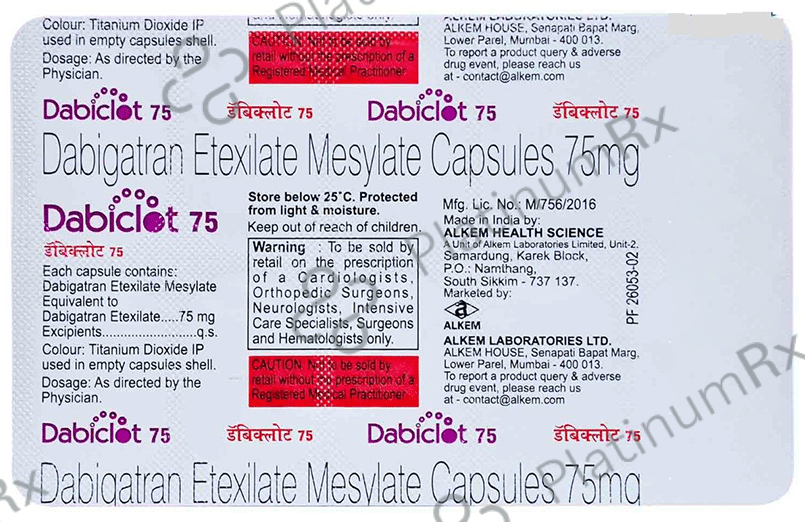 Colour: Titanium Dioxide IP
used in empty capsules shell.
Dosage: As directed by the
Physician.
CAUTION: Not to be sold by
retail without the prescription of a
Registered Medical Practitioner
ALKEM LABORATORIES LTD.
ALKEM HOUSE, Senapati Bapat Marg,
Lower Parel, Mumbai - 400 013.
To report a product query & adverse
drug event, please reach us
at - contact@alkem.com
Dabiclot 75 डॅबिक्लोट 75 Dabiclot 75 डॅबिक्लोट 75
Dabigatran Etexilate Mesylate Capsules 75mg
Dabiclot 75
डॅबिक्लोट 75
Each capsule contains:
Dabigatran Etexilate Mesylate
Equivalent to
Dabigatran Etexilate.....75 mg
Excipients.......................q.s.
Colour: Titanium Dioxide IP
used in empty capsules shell.
Dosage: As directed by the
Physician.
Store below 25°C. Protected
from light & moisture.
Keep out of reach of children.
Warning : To be sold by
retail on the prescription
of a Cardiologists,
Orthopedic Surgeons,
Neurologists, Intensive
Care Specialists, Surgeons
and Hematologists only.
CAUTION: Not to be sold by
retail without the prescription of a
Registered Medical Practitioner
Mfg. Lic. No.: M/756/2016
Made in India by:
ALKEM HEALTH SCIENCE
A Unit of Alkem Laboratories Limited, Unit-2.
Samardung, Karek Block,
P.O.: Namthang,
South Sikkim - 737 137.
Marketed by:
ALKEM
ALKEM LABORATORIES LTD.
ALKEM HOUSE, Senapati Bapat Marg,
Lower Parel, Mumbai - 400 013.
To report a product query & adverse
drug event, please reach us
at - contact@alkem.com
PF 26053-02
Dabiclot 75 डॅबिक्लोट 75 Dabiclot 75 डॅबिक्लोट 75
Dabigatran Etexilate Mesylate Capsules 75mg
PlatinumRx
PlatinumRx
PlatinumRx